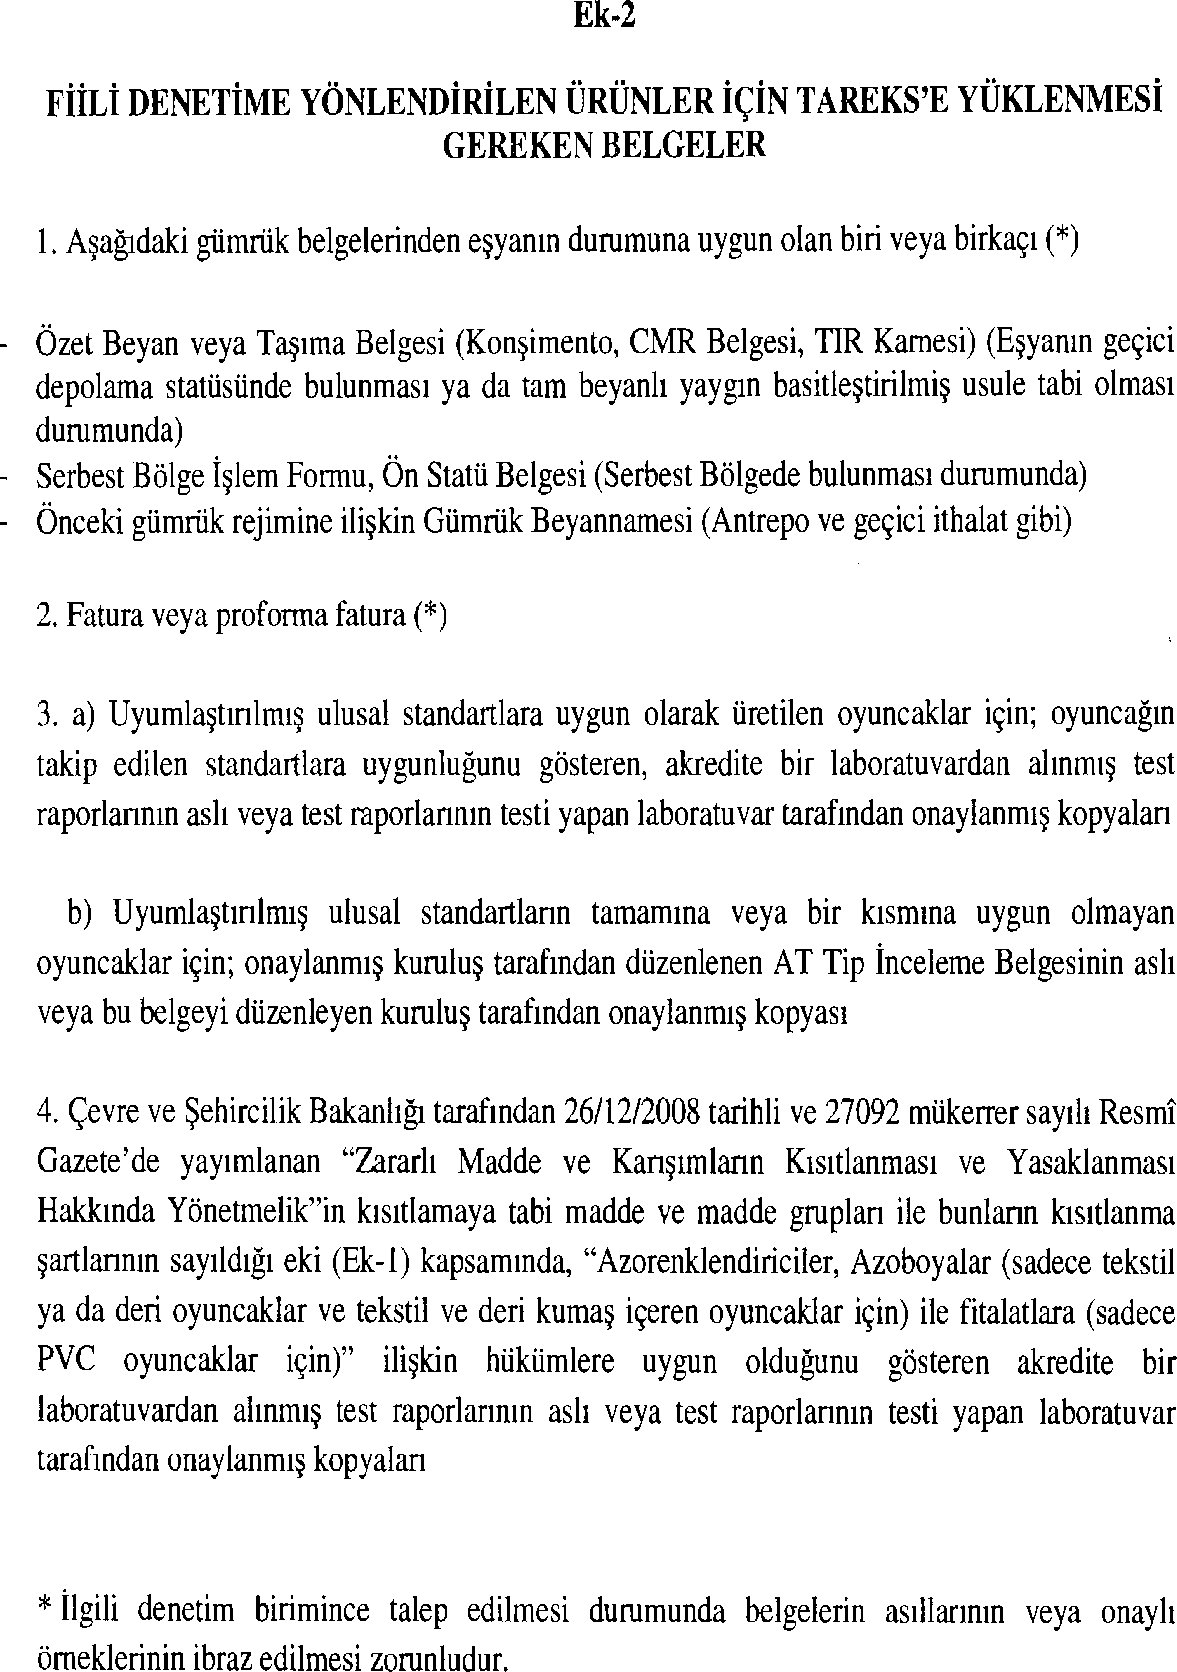 Ek-2
FİİLİ DENETİME YÖNLENDİRİLEN ÜRÜNLER İÇİN TAREKS’E YÜKLENMESİ
GEREKEN BELGELER
1. Aşağıdaki gümrük belgelerinden eşyanın durumuna uygun olan biri veya birkaçı (*)
- Özet Beyan veya Taşıma Belgesi (Konşimento, CMR Belgesi, TIR Karnesi) (Eşyanın geçici
depolama statüsünde bulunması ya da tam beyanlı yaygın basitleştirilmiş usule tabi olması
durumunda)
- Serbest Bölge İşlem Formu, Ön Statü Belgesi (Serbest Bölgede bulunması durumunda)
- Önceki gümrük rejimine ilişkin Gümrük Beyannamesi (Antrepo ve geçici ithalat gibi)
2. Fatura veya proforma fatura (*)
3. a) Uyumlaştırılmış ulusal standartlara uygun olarak üretilen oyuncaklar için; oyuncağın
takip edilen standartlara uygunluğunu gösteren, akredite bir laboratuvardan alınmış test
raporlarının aslı veya test raporlarının testi yapan laboratuvar tarafından onaylanmış kopyaları
b) Uyumlaştırılmış ulusal standartların tamamına veya bir kısmına uygun olmayan
oyuncaklar için; onaylanmış kuruluş tarafından düzenlenen AT Tip İnceleme Belgesinin aslı
veya bu belgeyi düzenleyen kuruluş tarafından onaylanmış kopyası
4. Çevre ve Şehircilik Bakanlığı tarafından 26/12/2008 tarihli ve 27092 mükerrer sayılı Resmî
Gazete’de yayımlanan “Zararlı Madde ve Karışımların Kısıtlanması ve Yasaklanması
Hakkında Yönetmelik”in kısıtlamaya tabi madde ve madde grupları ile bunların kısıtlanma
şartlarının sayıldığı eki (Ek-1) kapsamında, “Azorenklendiriciler, Azoboyalar (sadece tekstil
ya da deri oyuncaklar ve tekstil ve deri kumaş içeren oyuncaklar için) ile fitalatlara (sadece
PVC oyuncaklar için)” ilişkin hükümlere uygun olduğunu gösteren akredite bir
laboratuvardan alınmış test raporlarının aslı veya test raporlarının testi yapan laboratuvar
tarafından onaylanmış kopyaları
* İlgili denetim birimince talep edilmesi durumunda belgelerin asıllarının veya onaylı
örneklerinin ibraz edilmesi zorunludur.